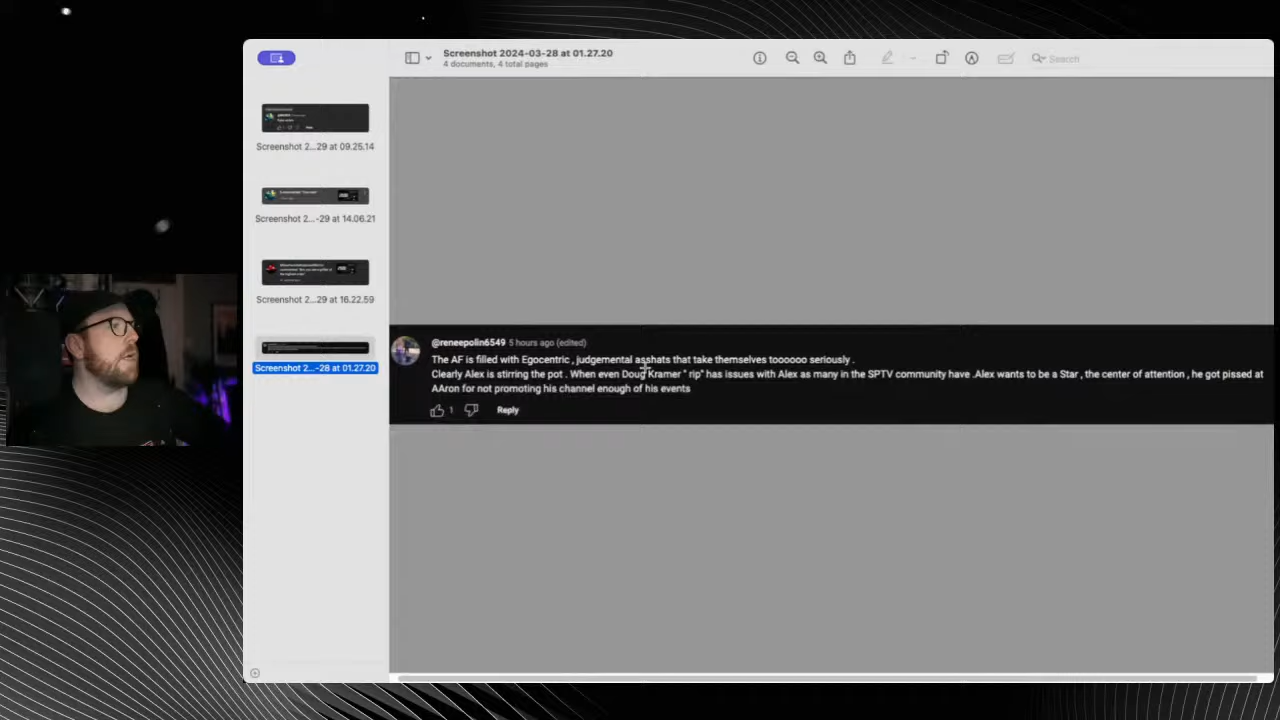 Screenshot 2024-03-28 at 01.27.20
4 documents, 4 total pages
Search
Screenshot 2...29 at 09.25.14
Screenshot 2...-29 at 14.06.21
Screenshot 2...29 at 16.22.59
Screenshot 2...-28 at 01.27.20
@reneepolin6549 5 hours ago (edited)
The AF is filled with Egocentric , judgemental asshats that take themselves toooooo seriously .
Clearly Alex is stirring the pot . When even Doug Kramer " rip" has issues with Alex as many in the SPTV community have .Alex wants to be a Star , the center of attention , he got pissed at
AAron for not promoting his channel enough of his events
1 Reply